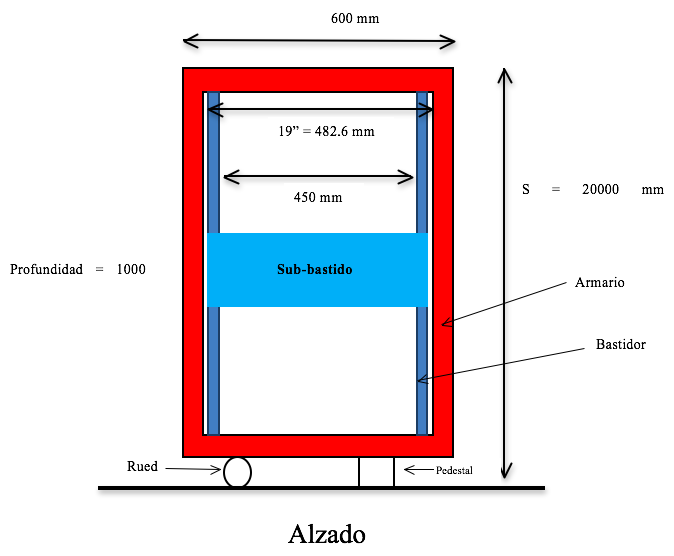 600 mm
19” = 482.6 mm
S = 20000 mm
450 mm
Sub-bastido
Profundidad = 1000
Armario
Bastidor
Rued
Pedestal
Alzado